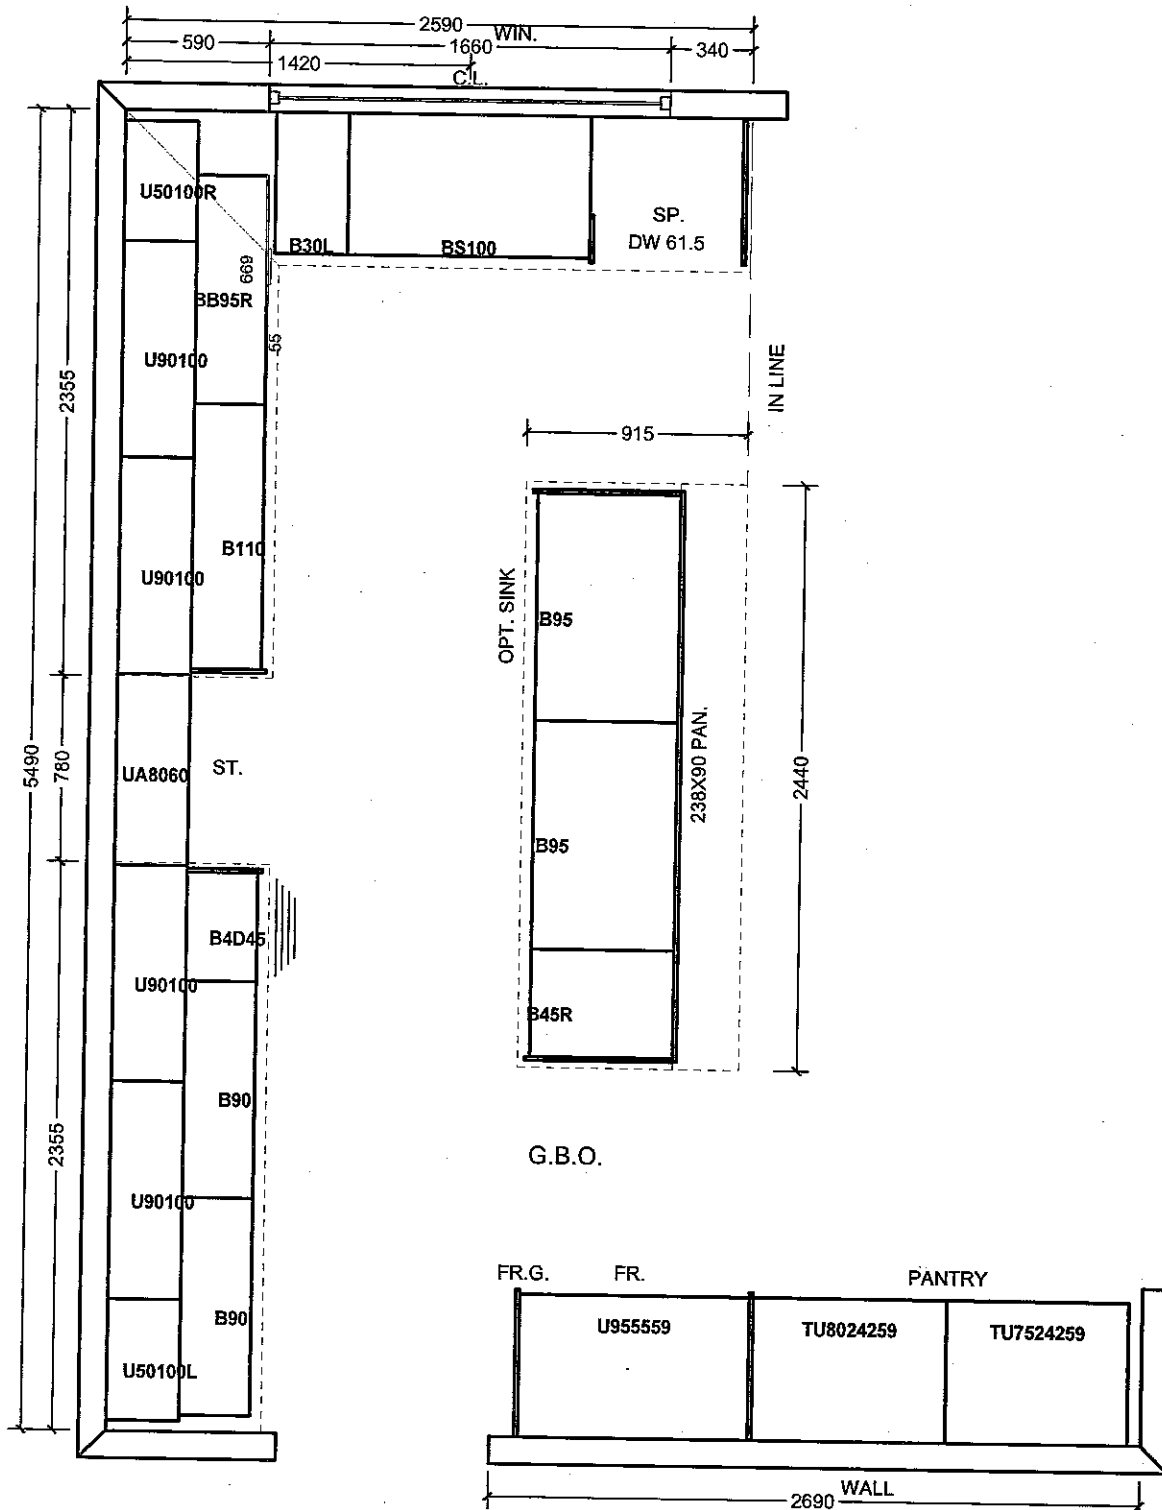 2590
WIN.
590
1660
340
1420
C.L.
U50100R
SP.
DW 61.5
B30L
BS100
669
BB95R
55
U90100
IN LINE
2355
915
B110
U90100
OPT. SINK
B95
5490
780
UA8060
ST.
238X90 PAN.
2440
B95
B4D45
U90100
B45R
B90
2355
G.B.O.
U90100
FR.G.
FR.
PANTRY
B90
U955559
TU8024259
TU7524259
U50100L
WALL
2690